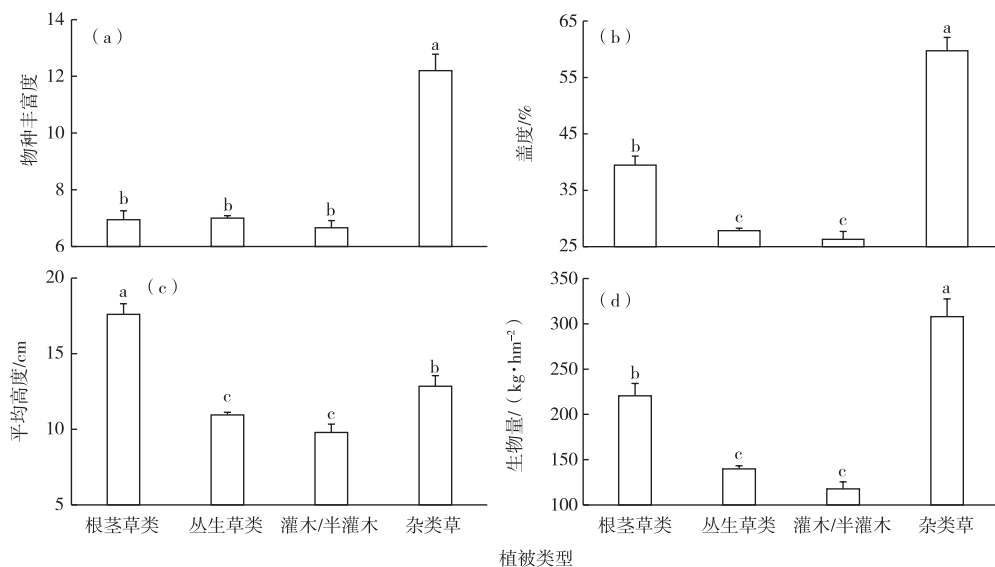 (a)
物种丰富度
14
12
10
8
6
b
b
b
a
(b)
盖度/%
65
55
45
35
25
b
c
c
a
(c)
平均高度/cm
20
15
10
5
a
c
c
b
根茎草类 丛生草类 灌木/半灌木 杂类草
(d)
生物量/(kg·hm⁻²)
350
300
250
200
150
100
b
c
c
a
根茎草类 丛生草类 灌木/半灌木 杂类草
植被类型